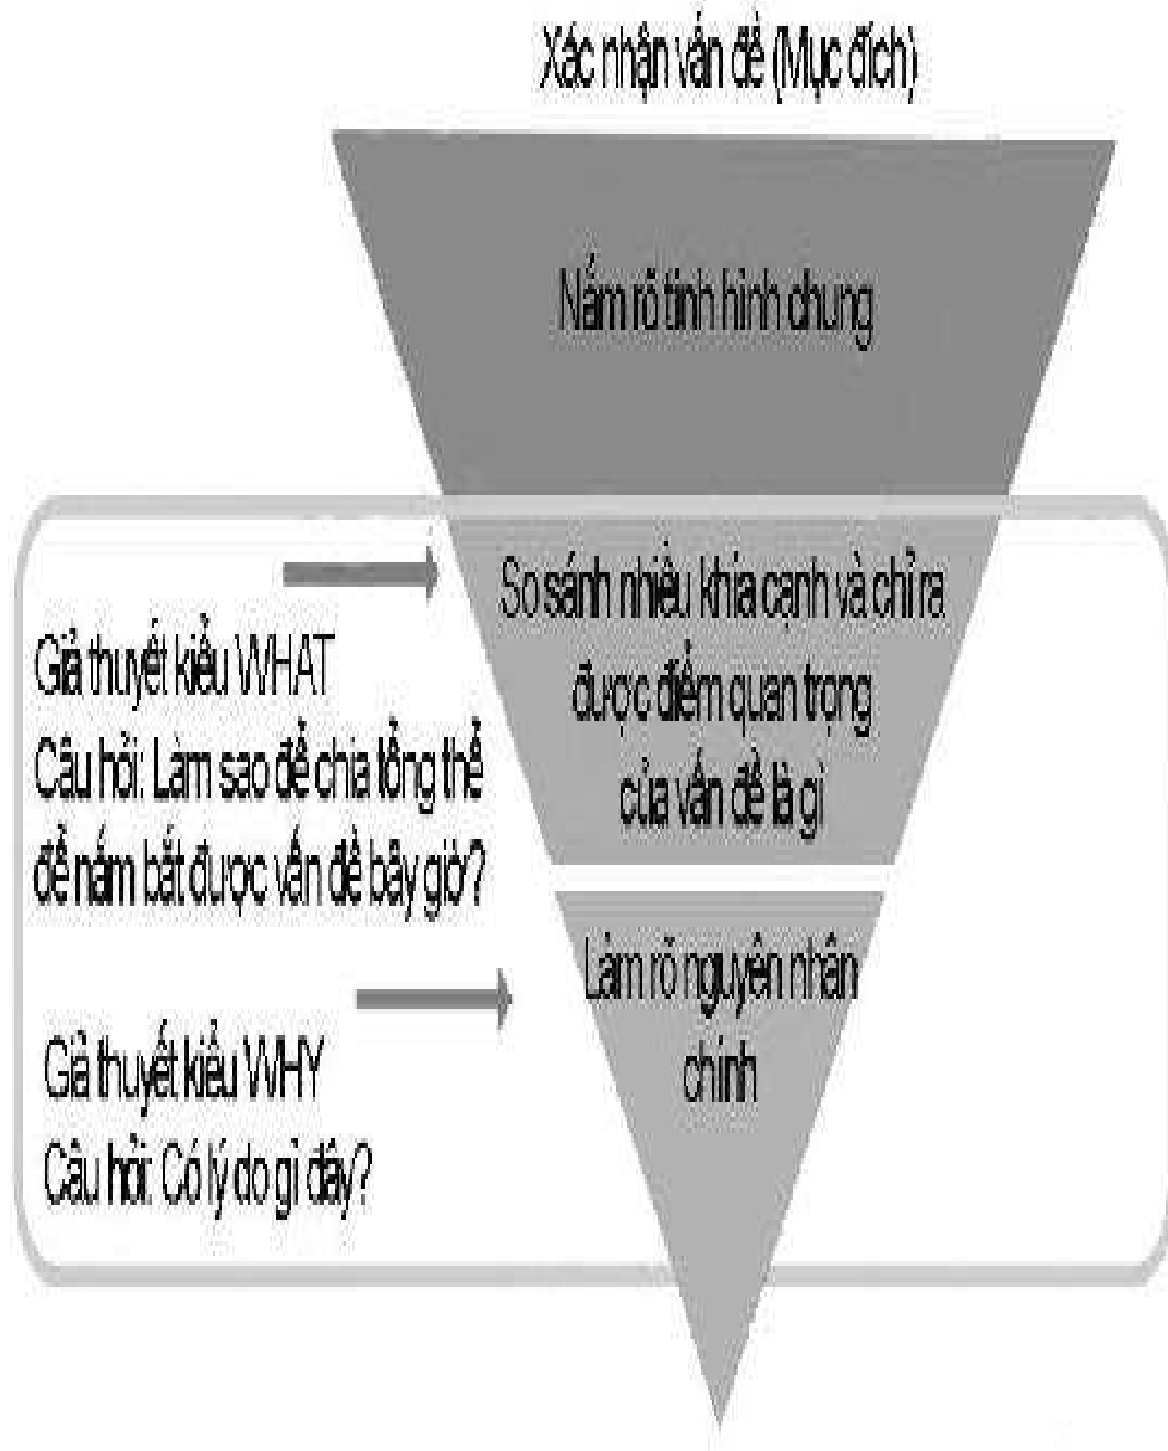 Xác nhận vấn đề (Mục đích)
Nắm rõ tình hình chung
So sánh nhiều khía cạnh và chỉ ra
được điểm quan trọng
của vấn đề là gì
Giả thuyết kiểu WHAT
Câu hỏi: Làm sao để chia tổng thể
để nắm bắt được vấn đề bây giờ?
Làm rõ nguyên nhân
chính
Giả thuyết kiểu WHY
Câu hỏi: Có lý do gì đây?